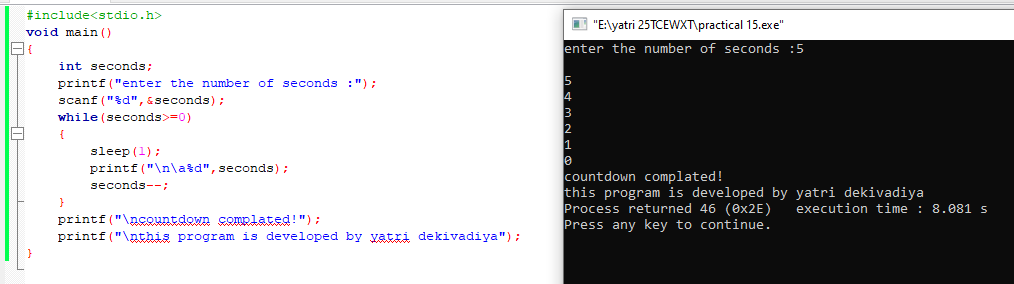 #include<stdio.h>
void main()
{
    int seconds;
    printf("enter the number of seconds :");
    scanf("%d",&seconds);
    while(seconds>=0)
    {
        sleep(1);
        printf("\n\a%d",seconds);
        seconds--;
    }
    printf("\ncountdown complated!");
    printf("\nthis program is developed by yatri dekivadiya");
}
"E:\yatri 25TCEWXT\practical 15.exe"
enter the number of seconds :5

5
4
3
2
1
0
countdown complated!
this program is developed by yatri dekivadiya
Process returned 46 (0x2E)   execution time : 8.081 s
Press any key to continue.